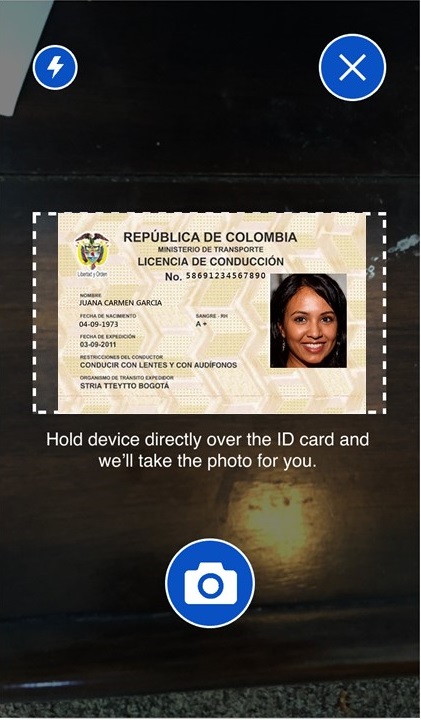 REPÚBLICA DE COLOMBIA
MINISTERIO DE TRANSPORTE
LICENCIA DE CONDUCCIÓN
No. 58691234567890
Libertad y Orden
NOMBRE
JUANA CARMEN GARCIA
FECHA DE NACIMIENTO
SANGRE - RH
04-09-1973
A +
FECHA DE EXPEDICIÓN
03-09-2011
RESTRICCIONES DEL CONDUCTOR
CONDUCIR CON LENTES Y CON AUDÍFONOS
ORGANISMO DE TRÁNSITO EXPEDIDOR
STRIA TTEYTTO BOGOTÁ
Hold device directly over the ID card and
we'll take the photo for you.